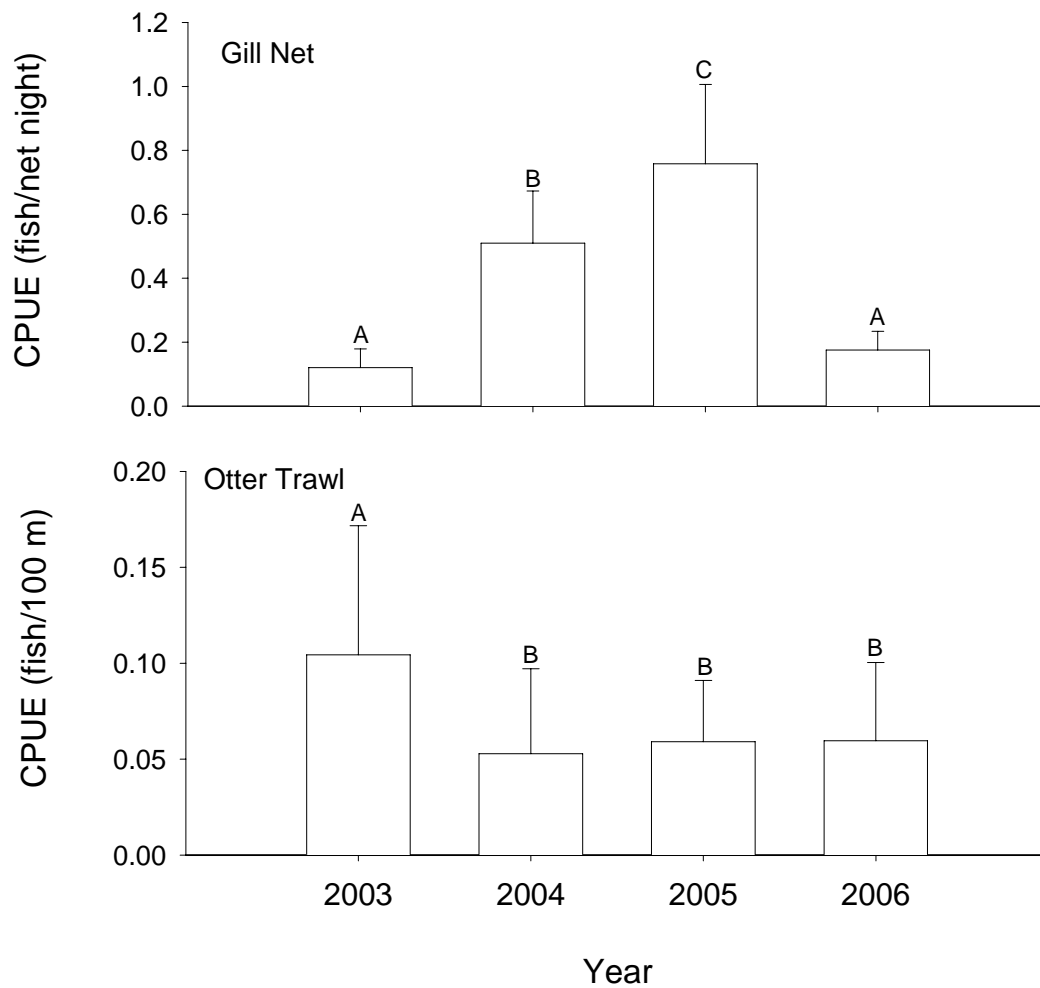 Gill Net
CPUE (fish/net night)
1.2
1.0
0.8
0.6
0.4
0.2
0.0
A
B
C
A
Otter Trawl
CPUE (fish/100 m)
0.20
0.15
0.10
0.05
0.00
A
B
B
B
2003 2004 2005 2006
Year